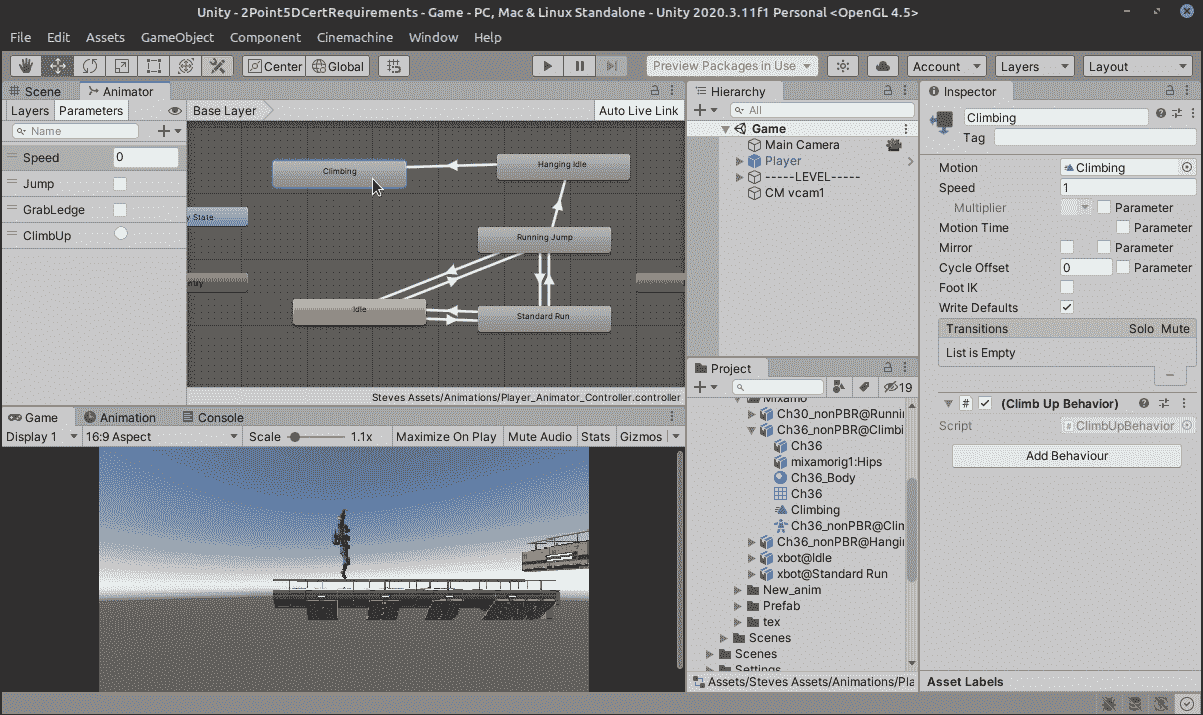 Unity - 2Point5DCertRequirements - Game - PC, Mac & Linux Standalone - Unity 2020.3.11f1 Personal <OpenGL 4.5>
File Edit Assets GameObject Component Cinemachine Window Help
Center Global Preview Packages in Use Account Layers Layout
Scene Animator
Layers Parameters Base Layer Auto Live Link
Name
Speed 0
Jump
GrabLedge
ClimbUp
Climbing
Hanging Idle
y State
Running Jump
ntry
Idle
Standard Run
Steves Assets/Animations/Player_Animator_Controller.controller
Game Animation Console
Display 1 16:9 Aspect Scale 1.1x Maximize On Play Mute Audio Stats Gizmos
Hierarchy
All
Game
Main Camera
Player
-----LEVEL-----
CM vcam1
Project
19
Mixamo
Ch30_nonPBR@Runnin
Ch36_nonPBR@Climbi
Ch36
mixamorig1:Hips
Ch36_Body
Ch36
Climbing
Ch36_nonPBR@Clim
Ch36_nonPBR@Hangin
xbot@Idle
xbot@Standard Run
New_anim
Prefab
tex
Scenes
Scenes
Settings
Assets/Steves Assets/Animations/Pla
Inspector
Climbing
Tag
Motion Climbing
Speed 1
Multiplier Parameter
Motion Time Parameter
Mirror Parameter
Cycle Offset 0 Parameter
Foot IK
Write Defaults
Transitions Solo Mute
List is Empty
# (Climb Up Behavior)
Script # ClimbUpBehavior
Add Behaviour
Asset Labels